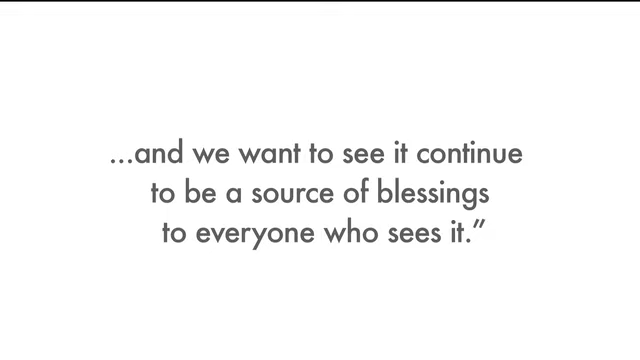 ...and we want to see it continue
to be a source of blessings
to everyone who sees it.”